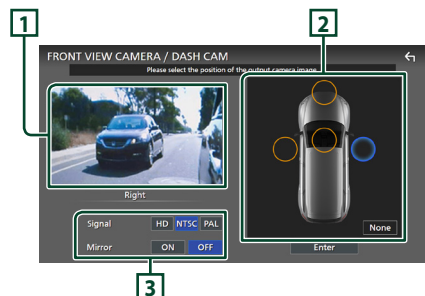 1
2
FRONT VIEW CAMERA / DASH CAM
Please select the position of the output camera image
Right
Signal HD NTSC PAL
Mirror ON OFF
None
Enter
3